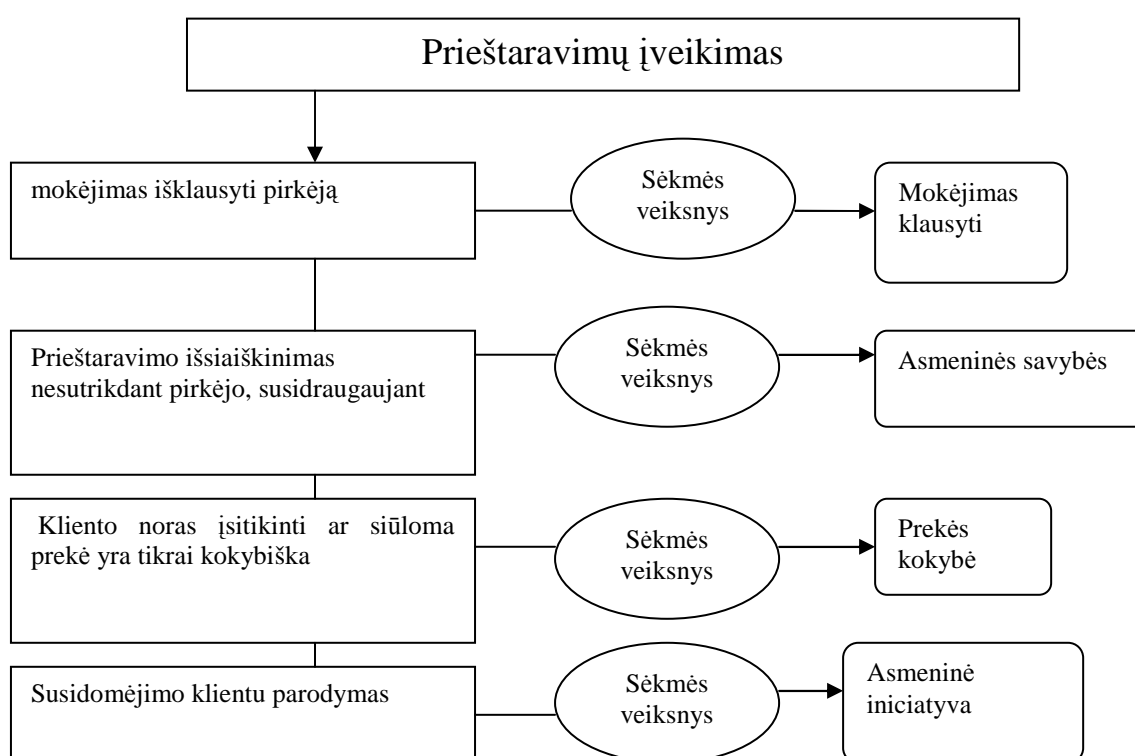 Prieštaravimų įveikimas
mokėjimas išklausyti pirkėją
Sėkmės
veiksnys
Mokėjimas
klausyti
Prieštaravimo išsiaiškinimas
nesutrikdant pirkėjo, susidraugaujant
Sėkmės
veiksnys
Asmeninės savybės
Kliento noras įsitikinti ar siūloma
prekė yra tikrai kokybiška
Sėkmės
veiksnys
Prekės
kokybė
Susidomėjimo klientu parodymas
Sėkmės
veiksnys
Asmeninė
iniciatyva